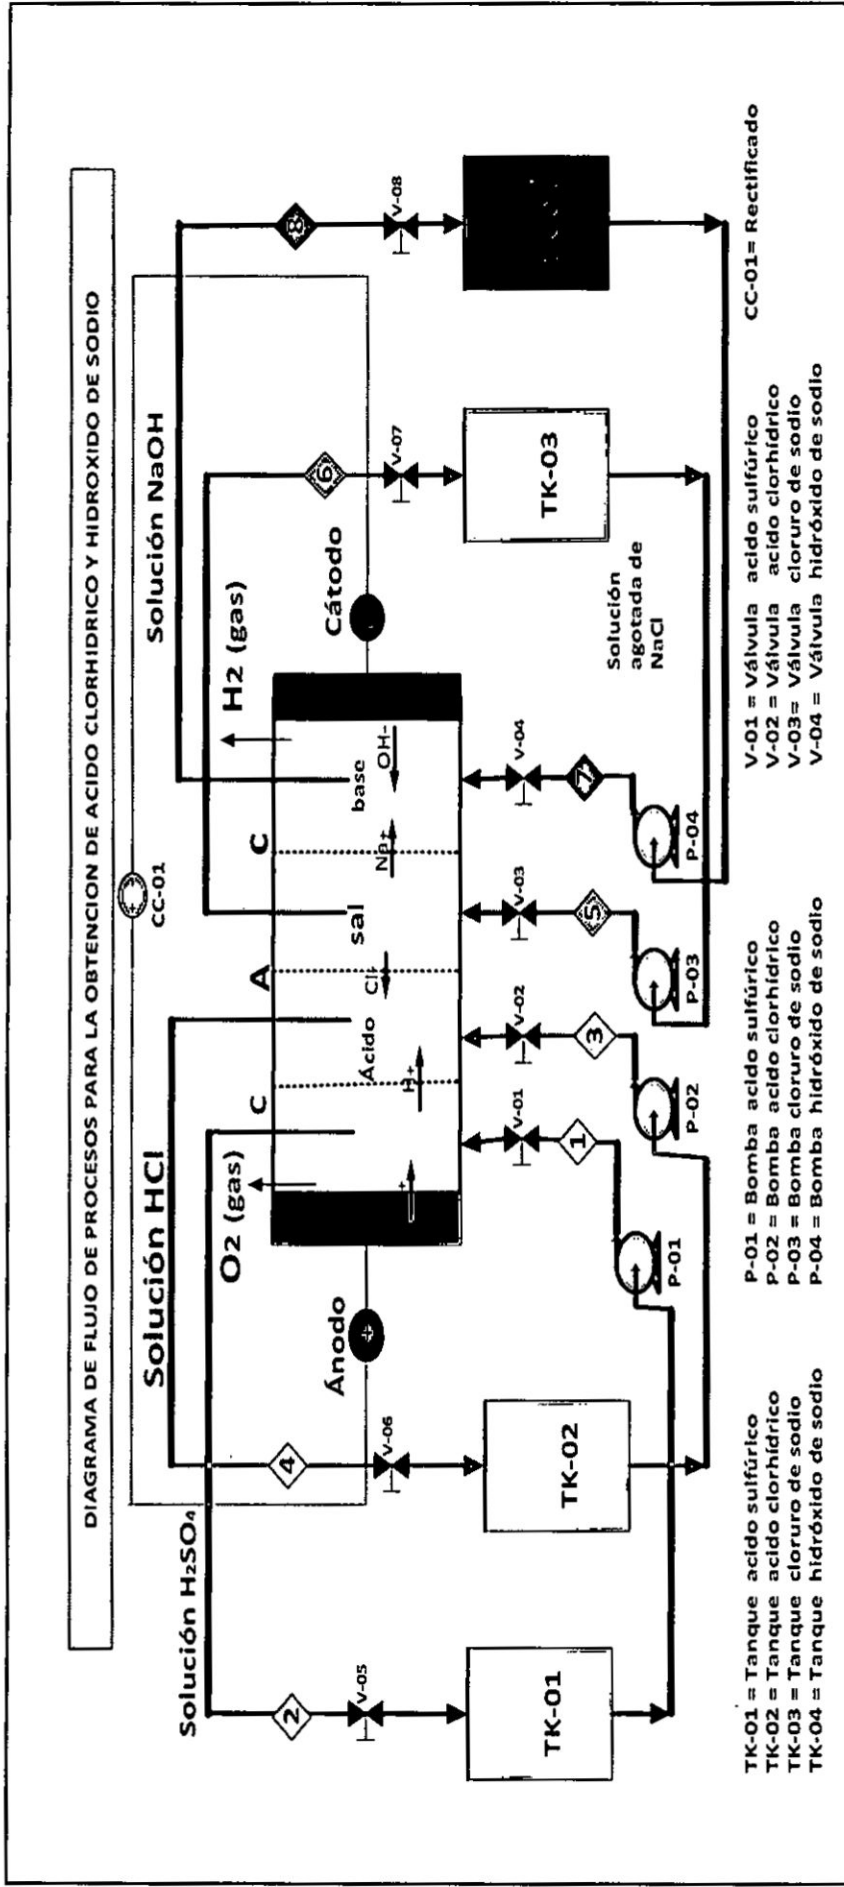 DIAGRAMA DE FLUJO DE PROCESOS PARA LA OBTENCION DE ACIDO CLORHIDRICO Y HIDROXIDO DE SODIO
CC-01
Solución H2SO4
Solución HCl
Solución NaOH
O2 (gas)
H2 (gas)
Ánodo
Cátodo
+
C
A
C
Ácido
sal
base
+
H+
Cl-
Na+
OH-
2
4
6
8
V-05
V-06
V-07
V-08
V-01
V-02
V-03
V-04
1
3
5
7
TK-01
TK-02
TK-03
P-01
P-02
P-03
P-04
Solución
agotada de
NaCl
TK-01 = Tanque acido sulfúrico
TK-02 = Tanque acido clorhídrico
TK-03 = Tanque cloruro de sodio
TK-04 = Tanque hidróxido de sodio
P-01 = Bomba acido sulfúrico
P-02 = Bomba acido clorhídrico
P-03 = Bomba cloruro de sodio
P-04 = Bomba hidróxido de sodio
V-01 = Válvula acido sulfúrico
V-02 = Válvula acido clorhídrico
V-03= Válvula cloruro de sodio
V-04 = Válvula hidróxido de sodio
CC-01= Rectificado